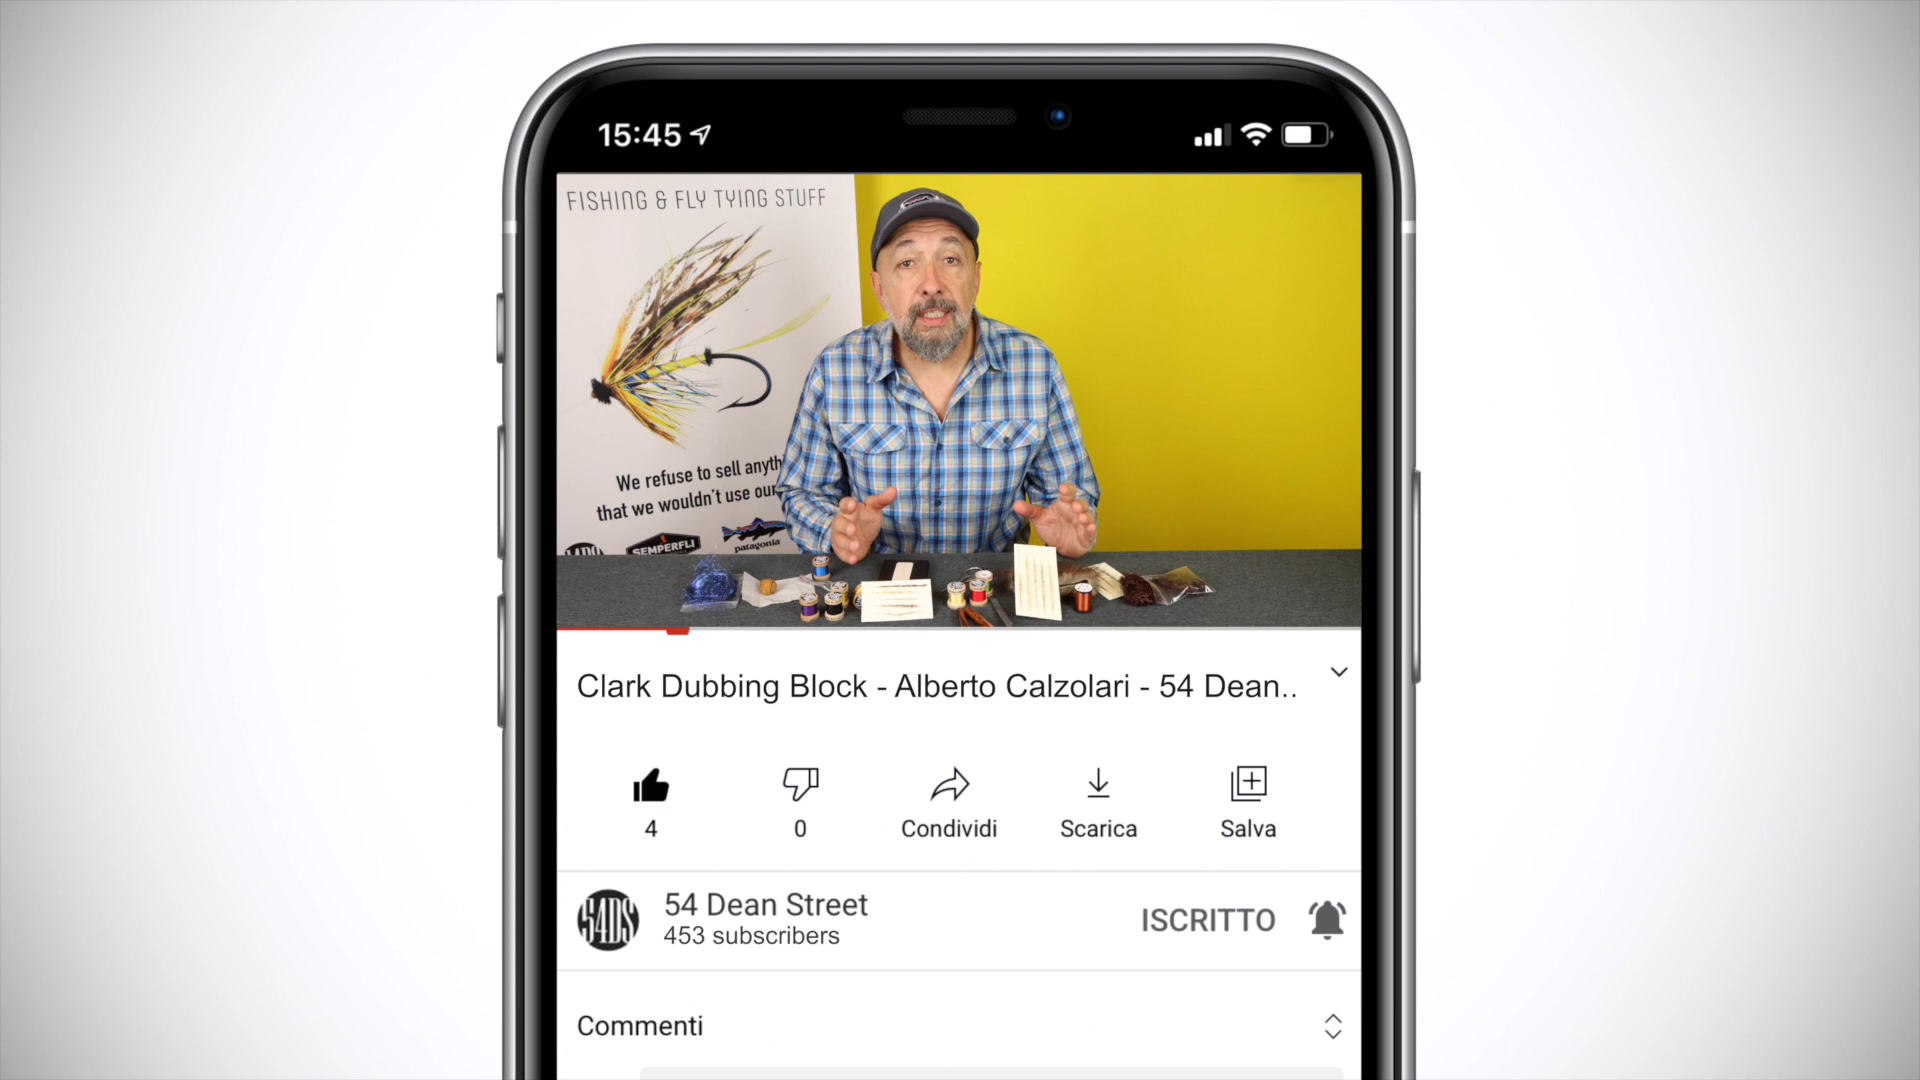 15:45
FISHING & FLY TYING STUFF
We refuse to sell anyth
that we wouldn't use our
SEMPERFLI
patagonia
Clark Dubbing Block - Alberto Calzolari - 54 Dean..
4
0
Condividi
Scarica
Salva
54DS
54 Dean Street
453 subscribers
ISCRITTO
Commenti